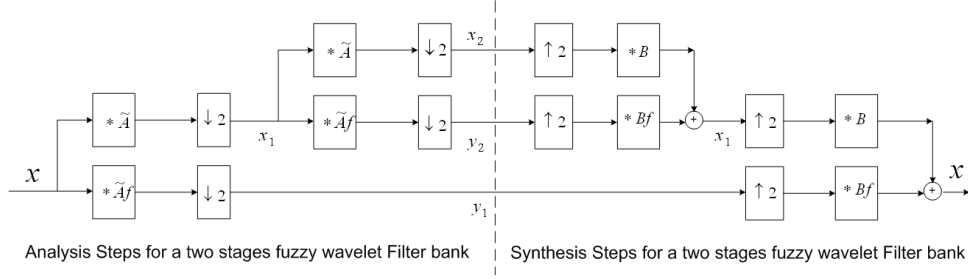 x₂
* Ã
↓ 2
↑ 2
* B
* Ã
↓ 2
x₁
* Ãf
↓ 2
y₂
↑ 2
* Bf
+
x₁
↑ 2
* B
x
* Ãf
↓ 2
y₁
↑ 2
* Bf
+
x
Analysis Steps for a two stages fuzzy wavelet Filter bank
Synthesis Steps for a two stages fuzzy wavelet Filter bank